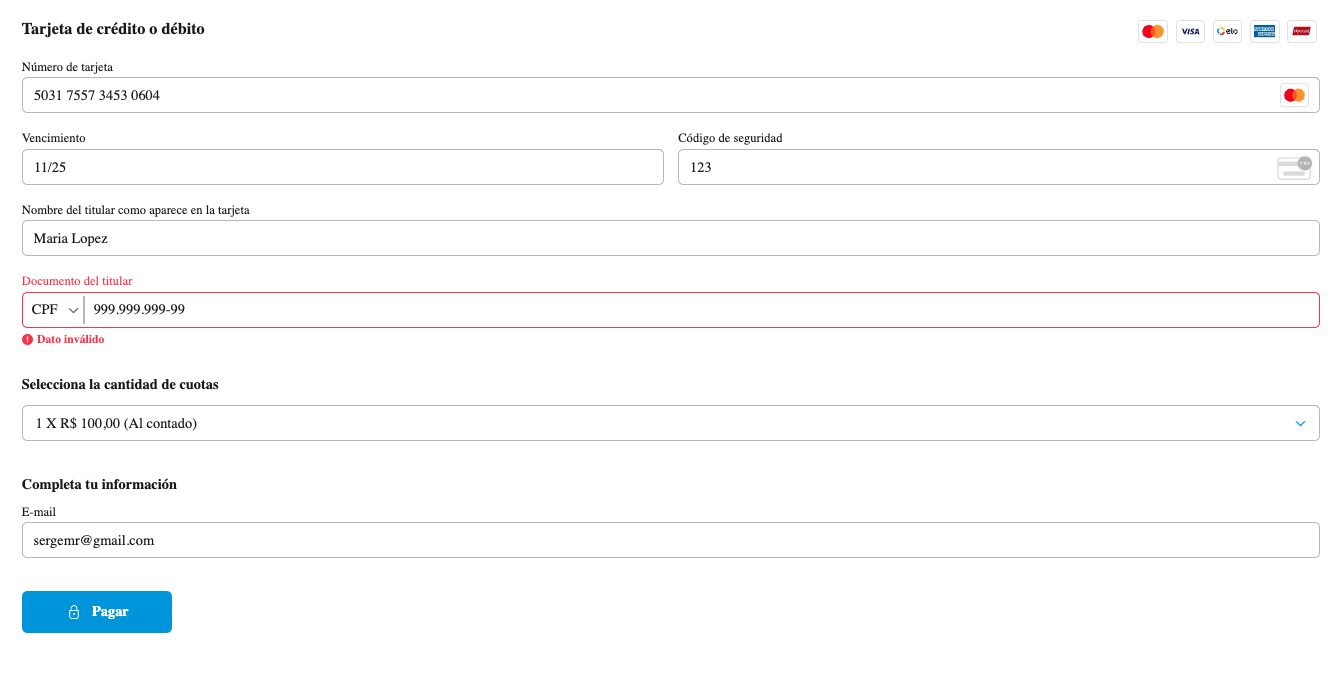 Tarjeta de crédito o débito
VISA
elo
Número de tarjeta
5031 7557 3453 0604
Vencimiento
Código de seguridad
11/25
123
Nombre del titular como aparece en la tarjeta
Maria Lopez
Documento del titular
CPF
999.999.999-99
Dato inválido
Selecciona la cantidad de cuotas
1 X R$ 100,00 (Al contado)
Completa tu información
E-mail
sergemr@gmail.com
Pagar